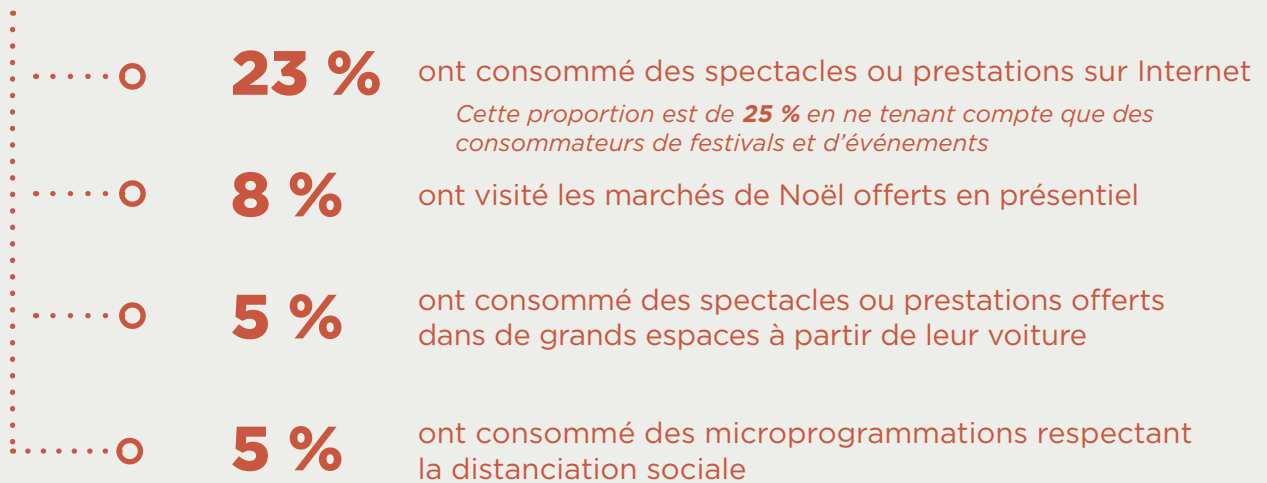 23 % ont consommé des spectacles ou prestations sur Internet
Cette proportion est de 25 % en ne tenant compte que des
consommateurs de festivals et d'événements
8 % ont visité les marchés de Noël offerts en présentiel
5 % ont consommé des spectacles ou prestations offerts
dans de grands espaces à partir de leur voiture
5 % ont consommé des microprogrammations respectant
la distanciation sociale